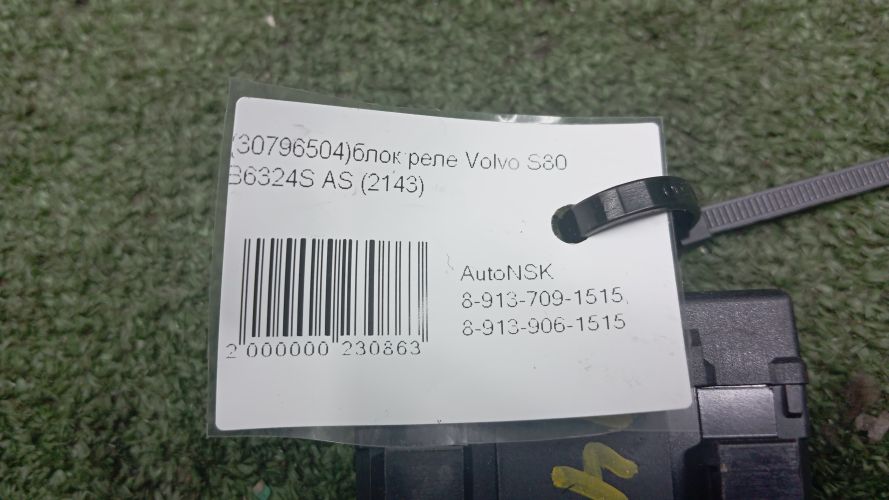 (30796504)блок реле Volvo S80
B6324S AS (2143)
AutoNSK
8-913-709-1515,
8-913-906-1515
2 000000 230863